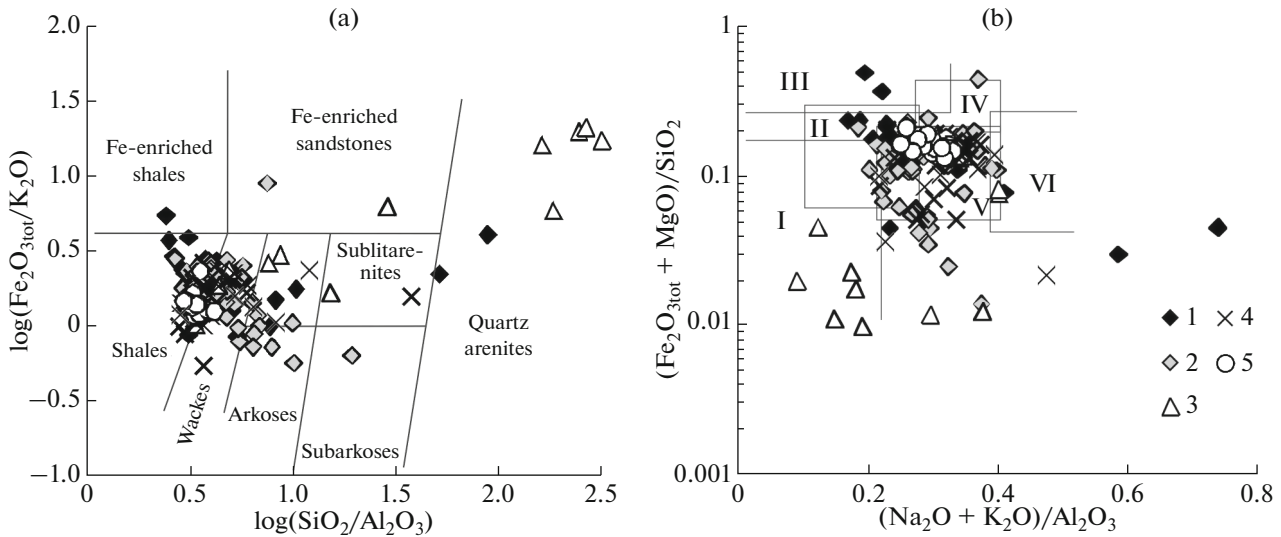 (a)
2.0
1.5
1.0
0.5
0
−0.5
−1.0
log(Fe₂O₃tot/K₂O)
Fe-enriched
shales
Fe-enriched
sandstones
Sublitare-
nites
Shales
Wackes
Arkoses
Subarkoses
Quartz
arenites
0 0.5 1.0 1.5 2.0 2.5
log(SiO₂/Al₂O₃)
(b)
1
0.1
0.01
0.001
(Fe₂O₃tot + MgO)/SiO₂
III
IV
II
VI
V
I
1 4
2 5
3
0 0.2 0.4 0.6 0.8
(Na₂O + K₂O)/Al₂O₃